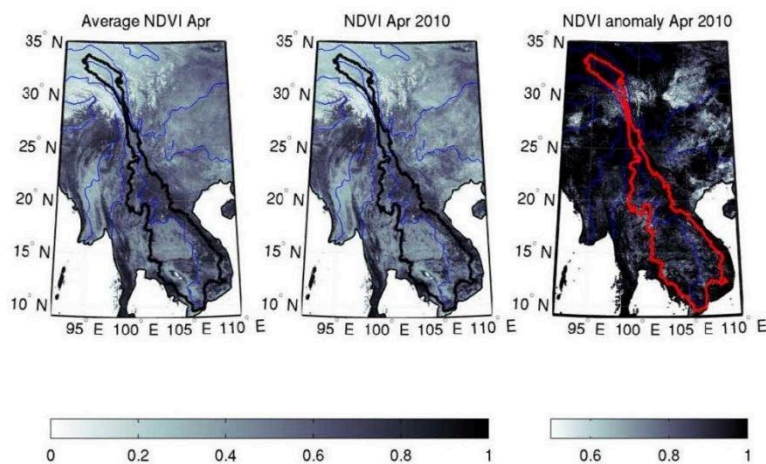 Average NDVI Apr
NDVI Apr 2010
NDVI anomaly Apr 2010
35° N
30° N
25° N
20° N
15° N
10° N
95° E 100° E 105° E 110° E
35° N
30° N
25° N
20° N
15° N
10° N
95° E 100° E 105° E 110° E
35° N
30° N
25° N
20° N
15° N
10° N
95° E 100° E 105° E 110° E
0 0.2 0.4 0.6 0.8 1
0.6 0.8 1